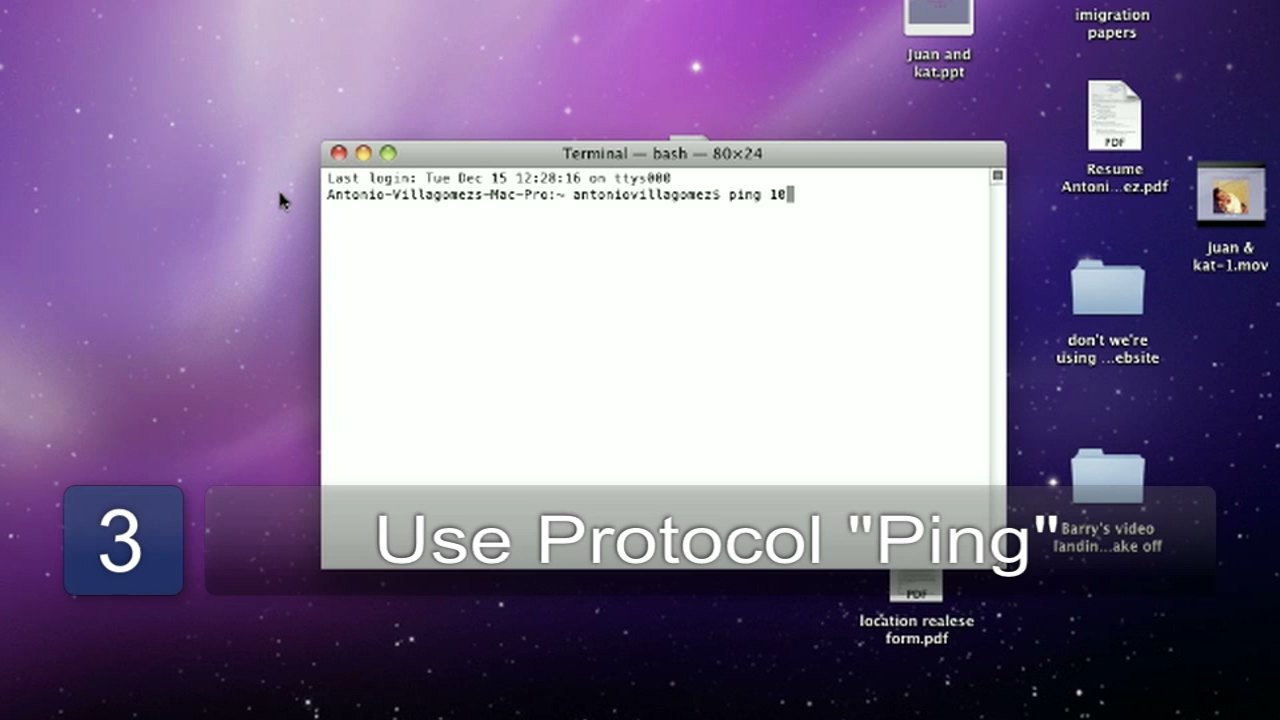 imigration
papers
Juan and
kat.ppt
Terminal — bash — 80×24
Last login: Tue Dec 15 12:28:16 on ttys000
Antonio-Villagomezs-Mac-Pro:~ antoniovillagomez$ ping 10
PDF
Resume
Antoni...ez.pdf
juan &
kat-1.mov
don't we're
using ...ebsite
3
Use Protocol "Ping"
Barry's video
landin...ake off
PDF
location realese
form.pdf